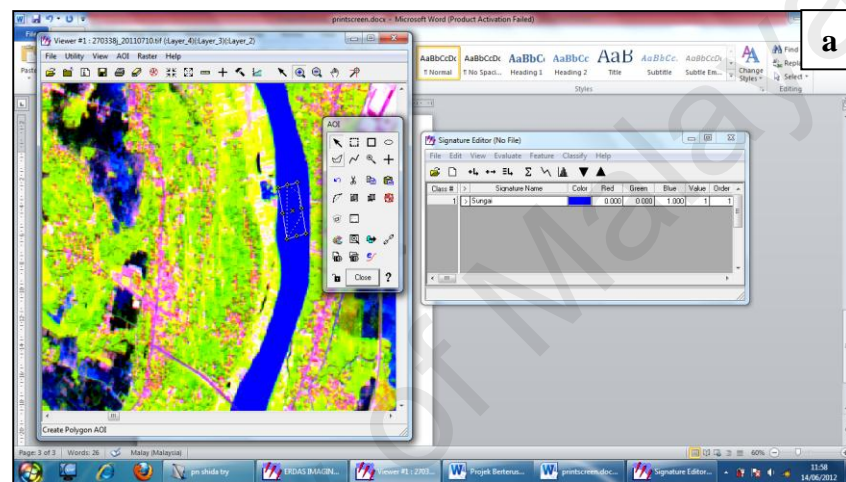 printscreen.docx - Microsoft Word (Product Activation Failed)
a
Viewer #1 : 270338j_20110710.tif (:Layer_4)(:Layer_3)(:Layer_2)
File Utility View AOI Raster Help
AaBbCcDc AaBbCcDc AaBbC AaBbCc AaB AaBbCc. AaBbCcDc
¶ Normal ¶ No Spaci... Heading 1 Heading 2 Title Subtitle Subtle Em...
Change Styles
Find
Select
Styles
Editing
AOI
Close ?
Signature Editor (No File)
File Edit View Evaluate Feature Classify Help
Class # > Signature Name Color Red Green Blue Value Order
1 > Sungai 0.000 0.000 1.000 1 1
Create Polygon AOI
Page: 3 of 3 Words: 26 Malay (Malaysia) 60%
pn shida try ERDAS IMAGIN... Viewer #1 : 2703... Projek Berterus... printscreen.doc... Signature Editor... 11:58
14/06/2012
of Malaya